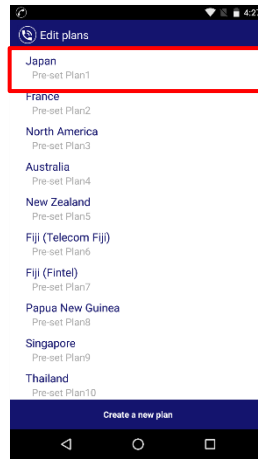 4:27
Edit plans
Japan
Pre-set Plan1
France
Pre-set Plan2
North America
Pre-set Plan3
Australia
Pre-set Plan4
New Zealand
Pre-set Plan5
Fiji (Telecom Fiji)
Pre-set Plan6
Fiji (Fintel)
Pre-set Plan7
Papua New Guinea
Pre-set Plan8
Singapore
Pre-set Plan9
Thailand
Pre-set Plan10
Create a new plan